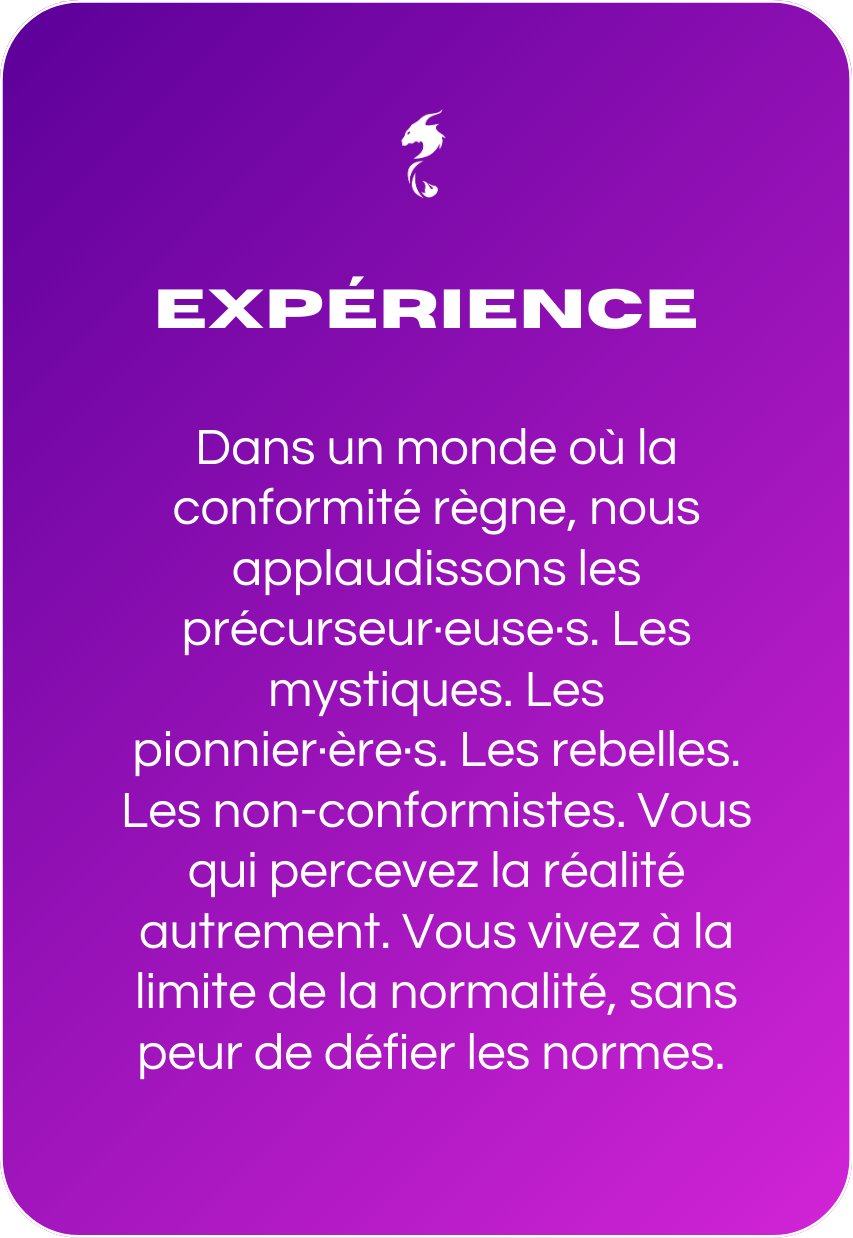 EXPÉRIENCE
Dans un monde où la
conformité règne, nous
applaudissons les
précurseur·euse·s. Les
mystiques. Les
pionnier·ère·s. Les rebelles.
Les non-conformistes. Vous
qui percevez la réalité
autrement. Vous vivez à la
limite de la normalité, sans
peur de défier les normes.